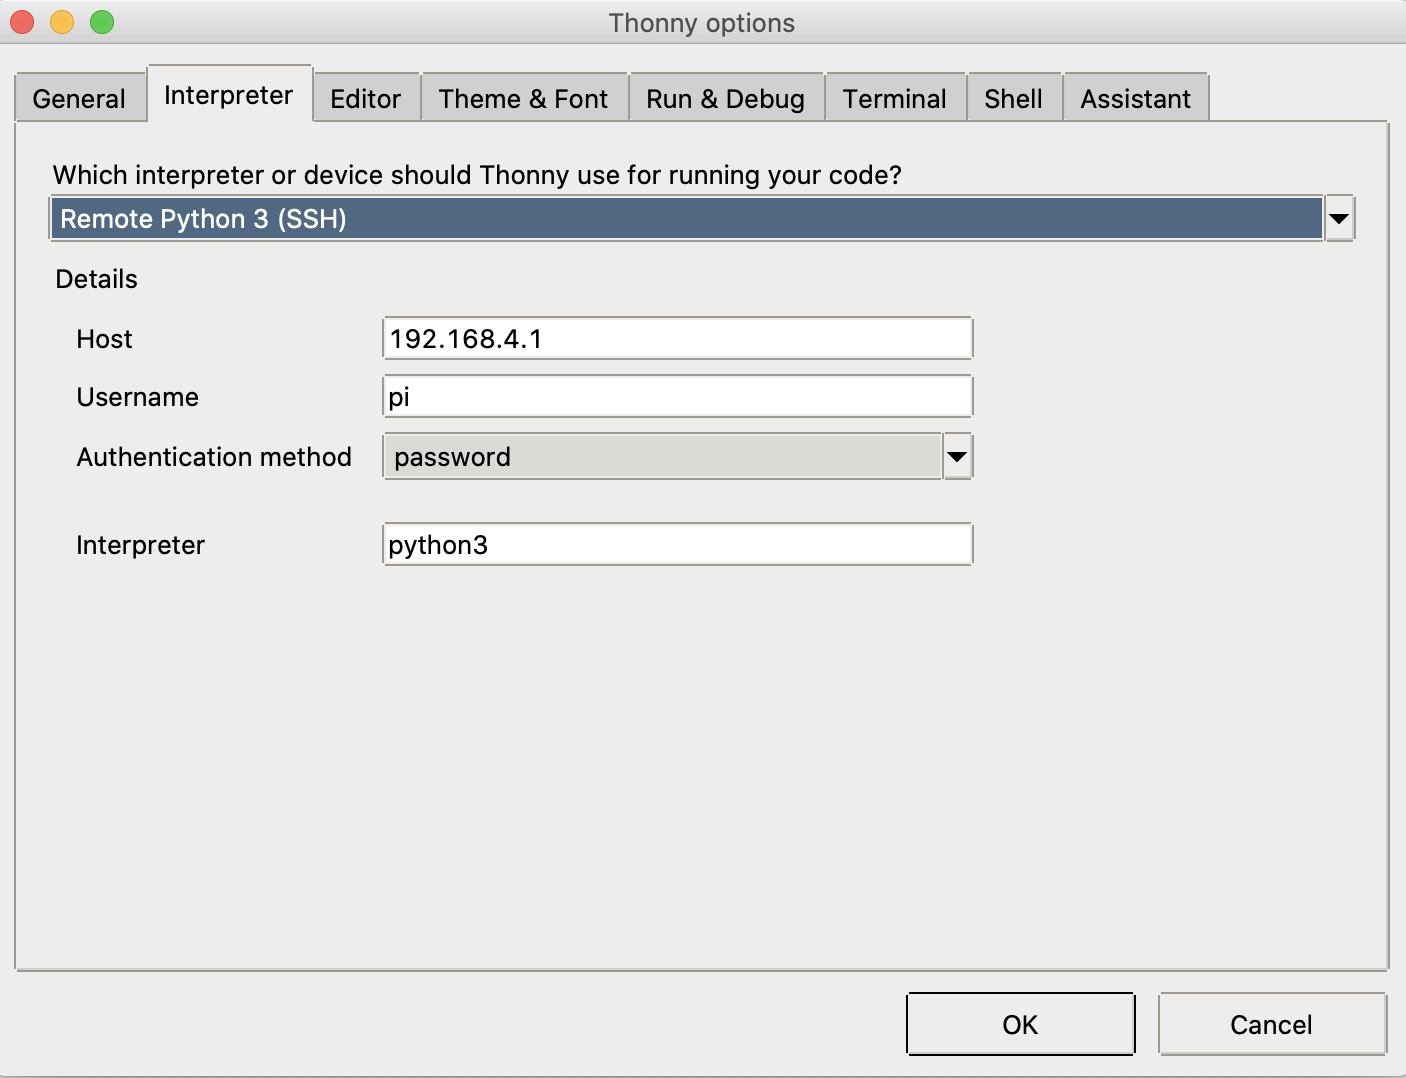 Thonny options
General Interpreter Editor Theme & Font Run & Debug Terminal Shell Assistant
Which interpreter or device should Thonny use for running your code?
Remote Python 3 (SSH)
Details
Host 192.168.4.1
Username pi
Authentication method password
Interpreter python3
OK Cancel